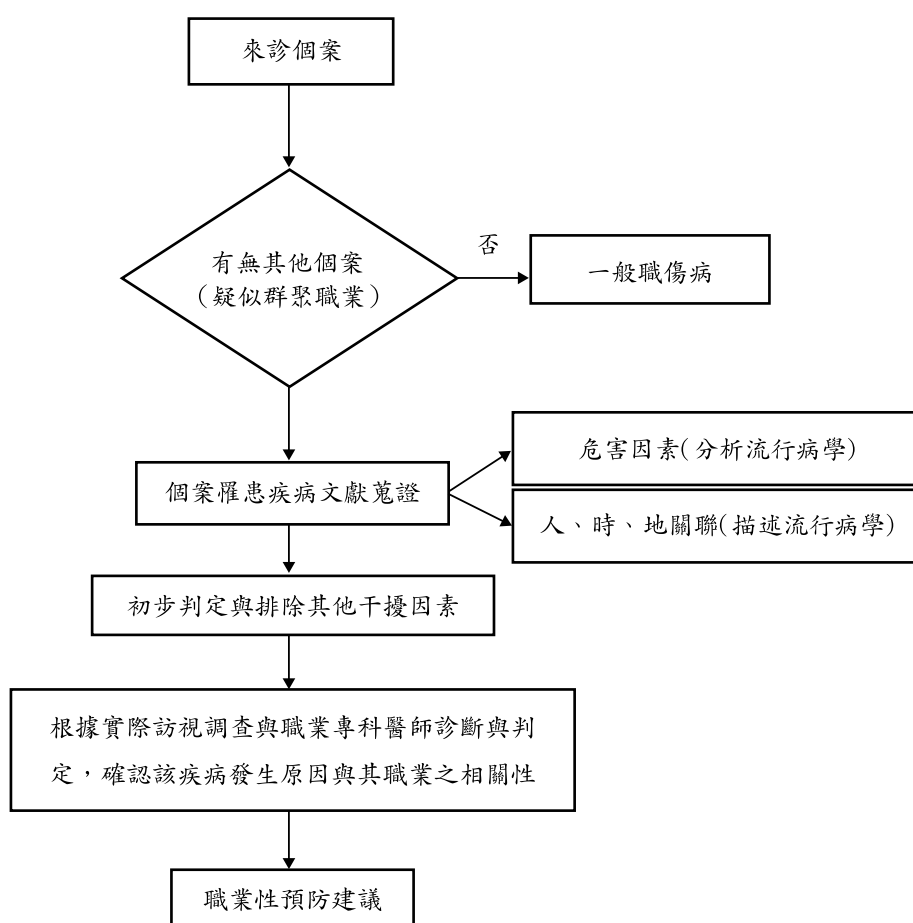 來診個案
有無其他個案
（疑似群聚職業）
否
一般職傷病
危害因素(分析流行病學)
個案罹患疾病文獻蒐證
人、時、地關聯(描述流行病學)
初步判定與排除其他干擾因素
根據實際訪視調查與職業專科醫師診斷與判
定，確認該疾病發生原因與其職業之相關性
職業性預防建議